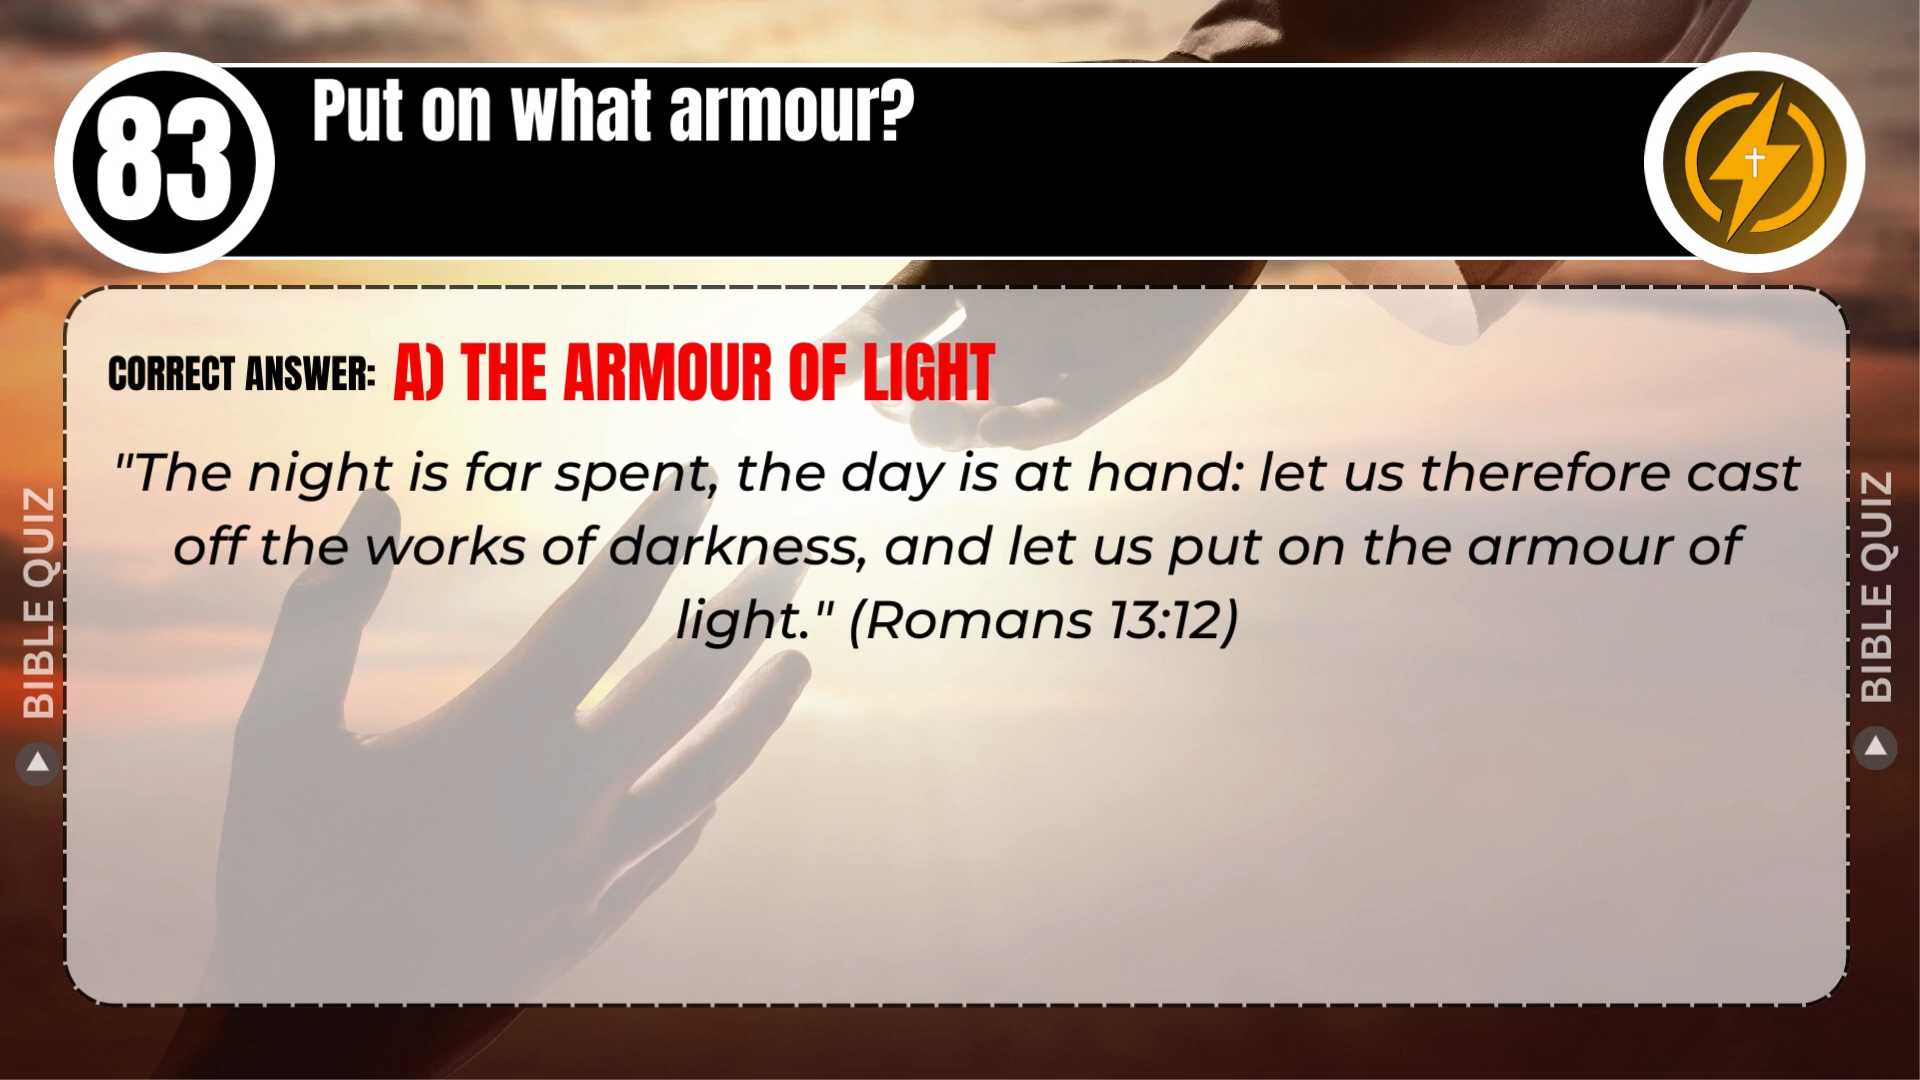 83
Put on what armour?
CORRECT ANSWER: A) THE ARMOUR OF LIGHT
"The night is far spent, the day is at hand: let us therefore cast
off the works of darkness, and let us put on the armour of
light." (Romans 13:12)
BIBLE QUIZ
BIBLE QUIZ